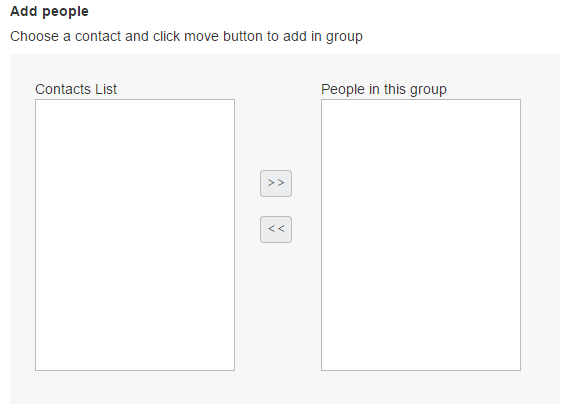 Add people
Choose a contact and click move button to add in group
Contacts List
People in this group
>>
<<